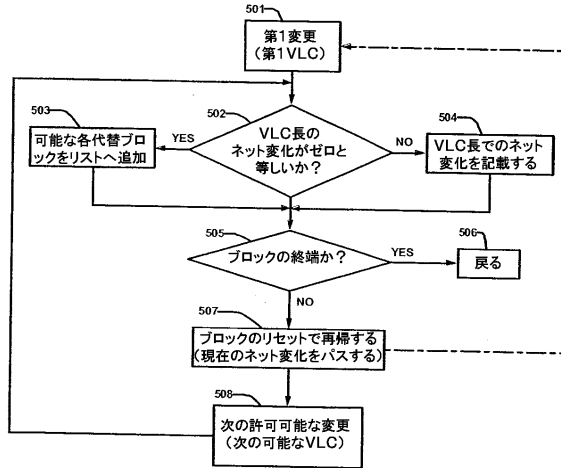 501
第1変更
(第1VLC)
502
VLC長の
ネット変化がゼロと
等しいか?
503
可能な各代替ブロ
ックをリストへ追加
YES
NO
504
VLC長でのネット
変化を記載する
505
ブロックの終端か?
YES
506
戻る
NO
507
ブロックのリセットで再帰する
(現在のネット変化をパスする)
508
次の許可可能な変更
(次の可能なVLC)